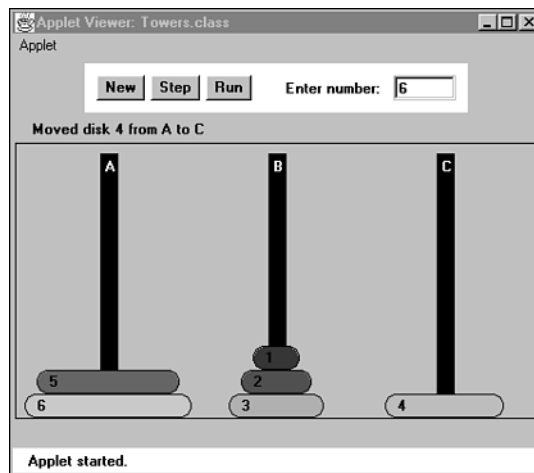 Applet Viewer: Towers.class
Applet
New Step Run Enter number: 6
Moved disk 4 from A to C
A B C
1
5 2
6 3 4
Applet started.